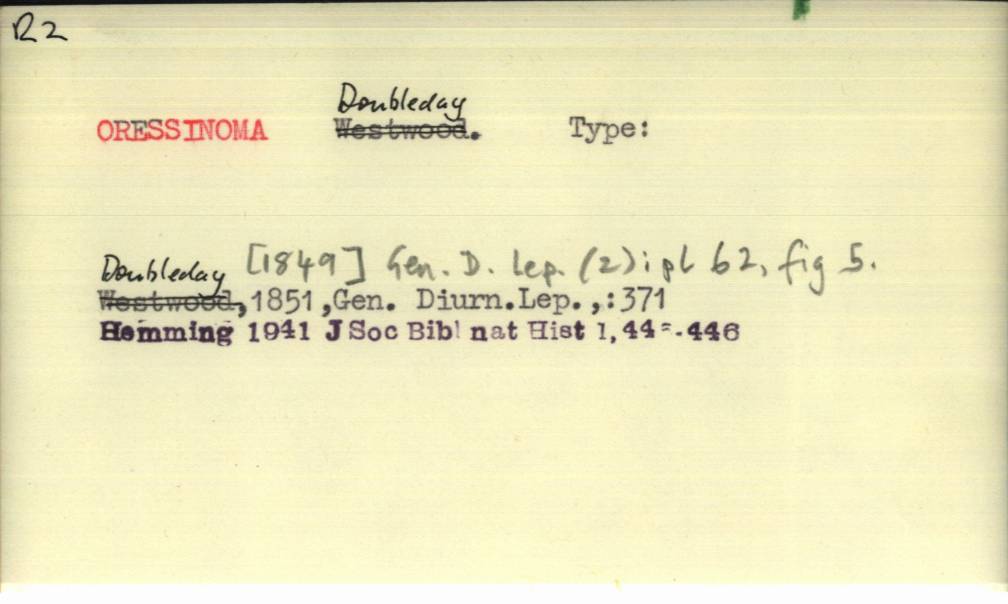 R2
Doubleday
ORESSINOMA Westwood. Type:
Doubleday [1849] Gen. D. Lep. (2): pl 62, fig 5.
Westwood, 1851, Gen. Diurn. Lep., : 371
Hemming 1941 J Soc Bibl nat Hist 1, 446